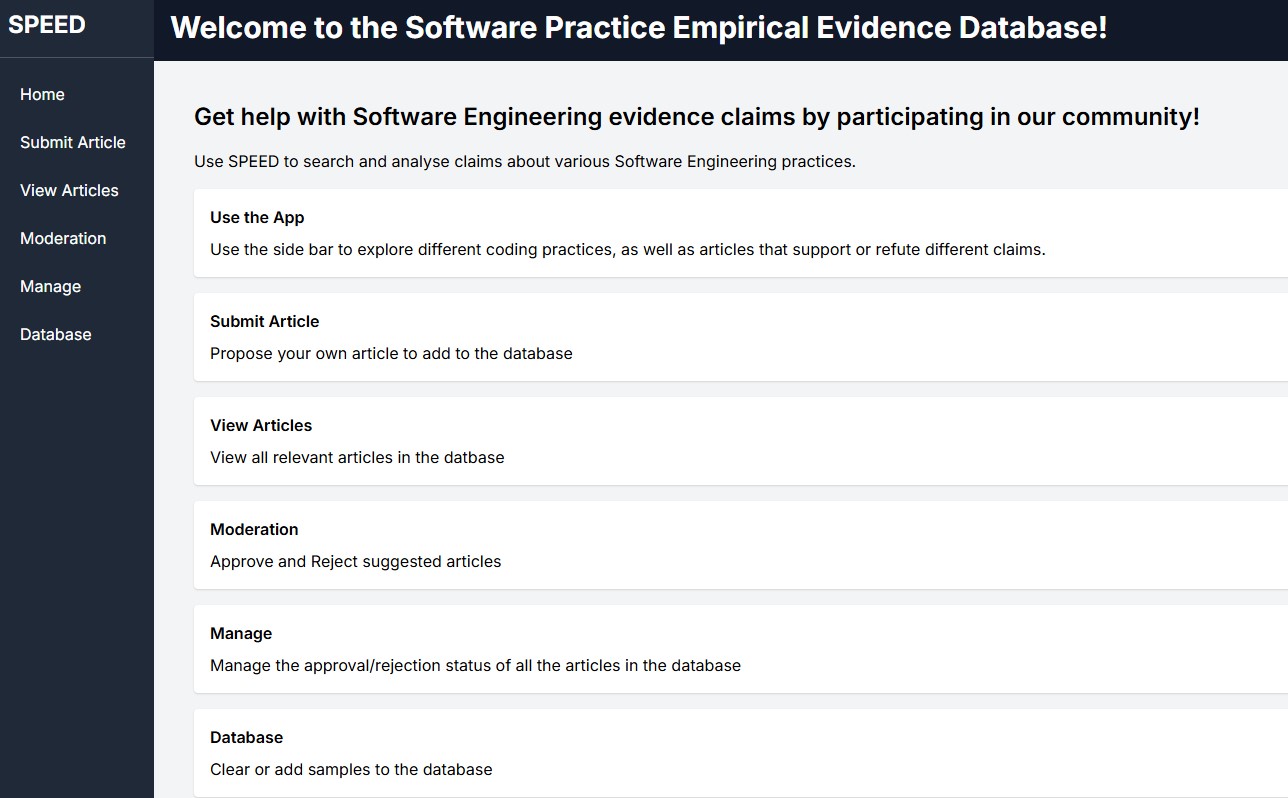 SPEED
Welcome to the Software Practice Empirical Evidence Database!
Home
Submit Article
View Articles
Moderation
Manage
Database
Get help with Software Engineering evidence claims by participating in our community!
Use SPEED to search and analyse claims about various Software Engineering practices.
Use the App
Use the side bar to explore different coding practices, as well as articles that support or refute different claims.
Submit Article
Propose your own article to add to the database
View Articles
View all relevant articles in the datbase
Moderation
Approve and Reject suggested articles
Manage
Manage the approval/rejection status of all the articles in the database
Database
Clear or add samples to the database